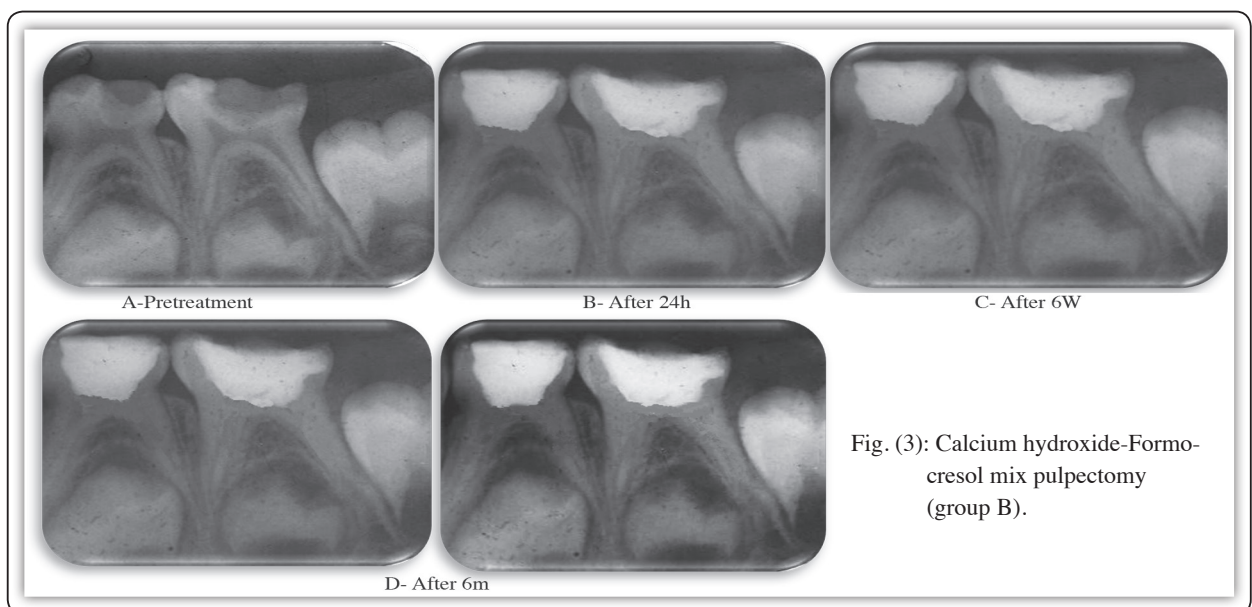 A-Pretreatment
B- After 24h
C- After 6W
D- After 6m
Fig. (3): Calcium hydroxide-Formo-
cresol mix pulpectomy
(group B).